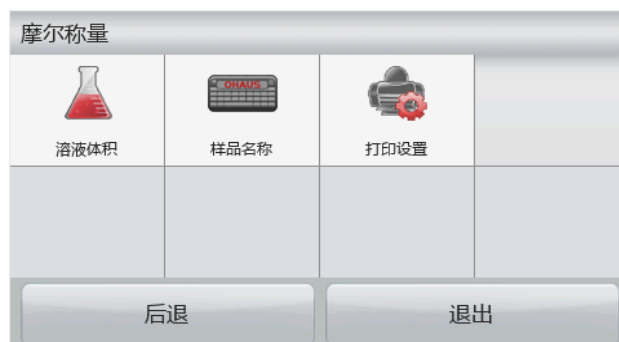 摩尔称量
OHAUS
溶液体积
样品名称
打印设置
后退
退出